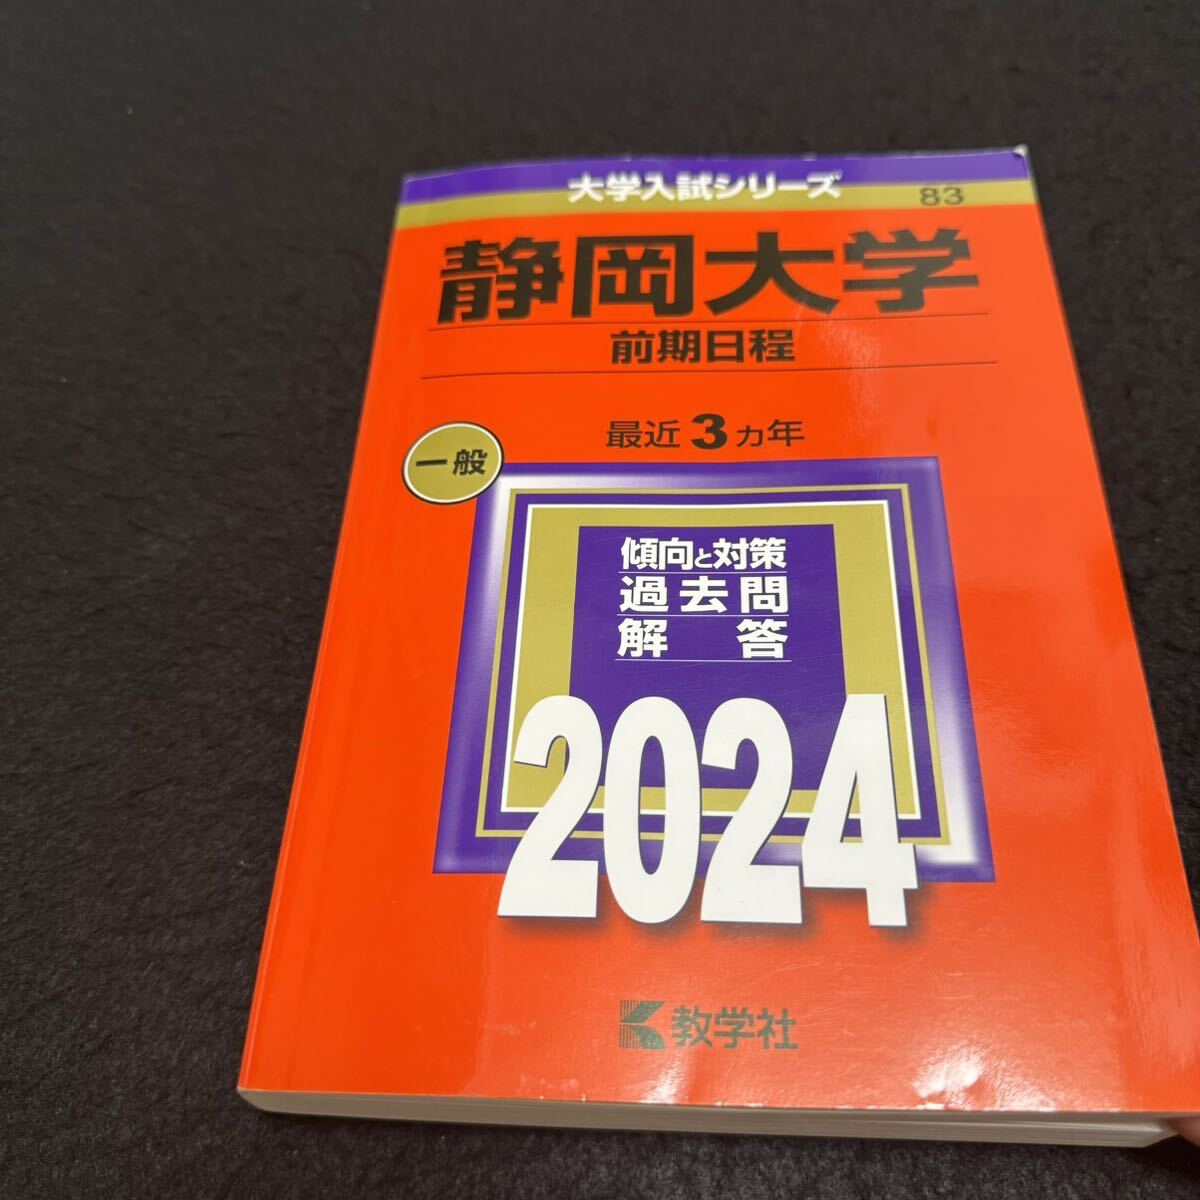 大学入試シリーズ
83
静岡大学
前期日程
最近3カ年
一般
傾向と対策
過去問
解答
2024
教学社